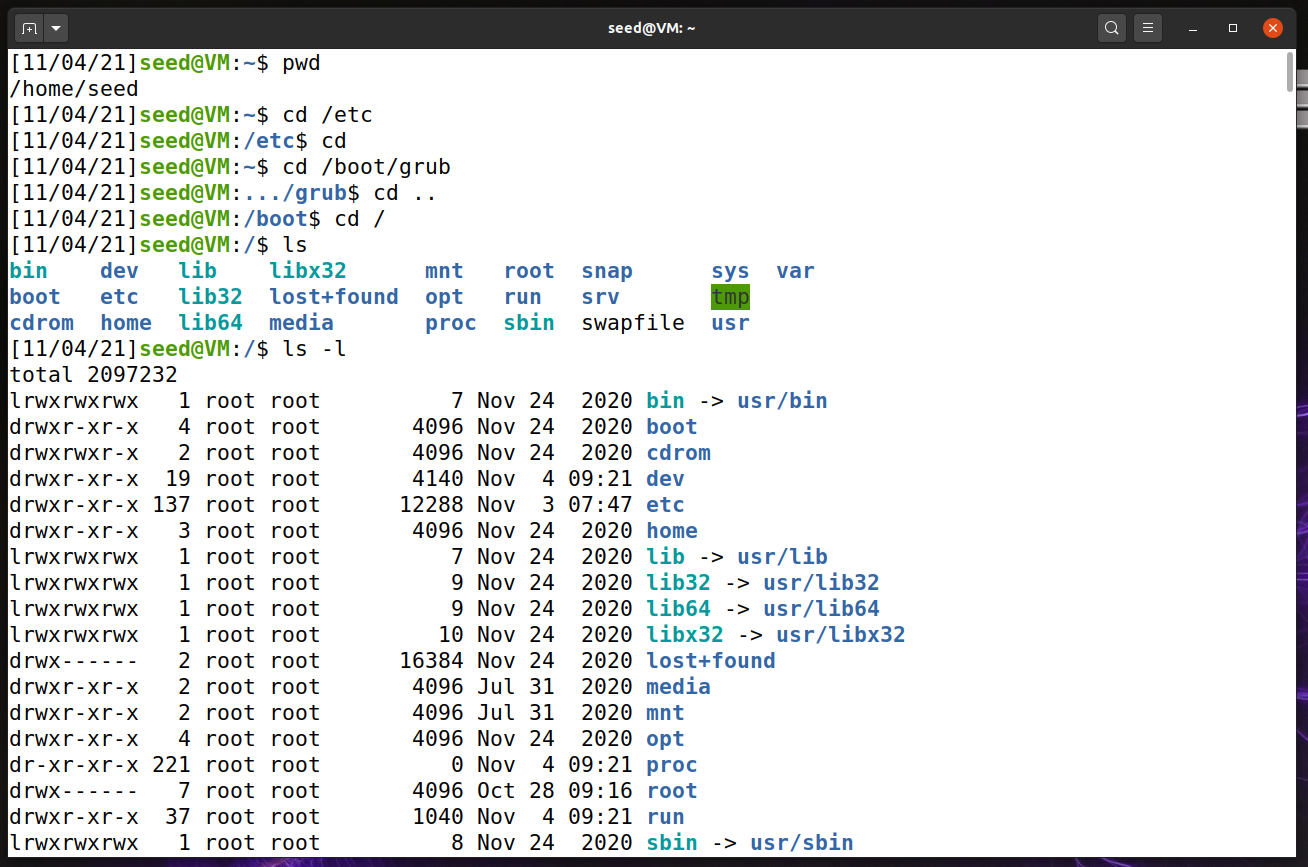 seed@VM: ~
[11/04/21]seed@VM:~$ pwd
/home/seed
[11/04/21]seed@VM:~$ cd /etc
[11/04/21]seed@VM:/etc$ cd
[11/04/21]seed@VM:~$ cd /boot/grub
[11/04/21]seed@VM:.../grub$ cd ..
[11/04/21]seed@VM:/boot$ cd /
[11/04/21]seed@VM:/$ ls
bin    dev   lib    libx32      mnt   root  snap      sys  var
boot   etc   lib32  lost+found  opt   run   srv       tmp
cdrom  home  lib64  media       proc  sbin  swapfile  usr
[11/04/21]seed@VM:/$ ls -l
total 2097232
lrwxrwxrwx   1 root root          7 Nov 24  2020 bin -> usr/bin
drwxr-xr-x   4 root root       4096 Nov 24  2020 boot
drwxrwxr-x   2 root root       4096 Nov 24  2020 cdrom
drwxr-xr-x  19 root root       4140 Nov  4 09:21 dev
drwxr-xr-x 137 root root      12288 Nov  3 07:47 etc
drwxr-xr-x   3 root root       4096 Nov 24  2020 home
lrwxrwxrwx   1 root root          7 Nov 24  2020 lib -> usr/lib
lrwxrwxrwx   1 root root          9 Nov 24  2020 lib32 -> usr/lib32
lrwxrwxrwx   1 root root          9 Nov 24  2020 lib64 -> usr/lib64
lrwxrwxrwx   1 root root         10 Nov 24  2020 libx32 -> usr/libx32
drwx------   2 root root      16384 Nov 24  2020 lost+found
drwxr-xr-x   2 root root       4096 Jul 31  2020 media
drwxr-xr-x   2 root root       4096 Jul 31  2020 mnt
drwxr-xr-x   4 root root       4096 Nov 24  2020 opt
dr-xr-xr-x 221 root root          0 Nov  4 09:21 proc
drwx------   7 root root       4096 Oct 28 09:16 root
drwxr-xr-x  37 root root       1040 Nov  4 09:21 run
lrwxrwxrwx   1 root root          8 Nov 24  2020 sbin -> usr/sbin